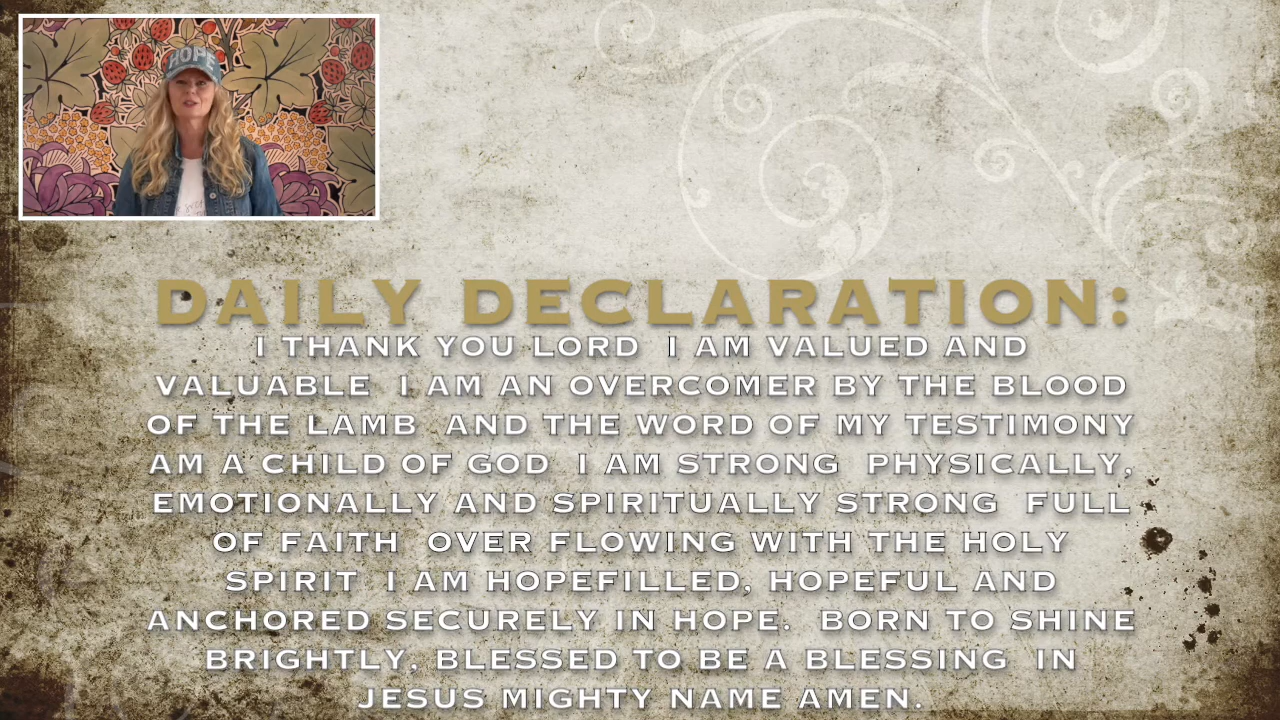 HOPE
DAILY DECLARATION:
I THANK YOU LORD I AM VALUED AND
VALUABLE I AM AN OVERCOMER BY THE BLOOD
OF THE LAMB AND THE WORD OF MY TESTIMONY
AM A CHILD OF GOD I AM STRONG PHYSICALLY,
EMOTIONALLY AND SPIRITUALLY STRONG FULL
OF FAITH OVER FLOWING WITH THE HOLY
SPIRIT I AM HOPEFILLED, HOPEFUL AND
ANCHORED SECURELY IN HOPE. BORN TO SHINE
BRIGHTLY, BLESSED TO BE A BLESSING IN
JESUS MIGHTY NAME AMEN.